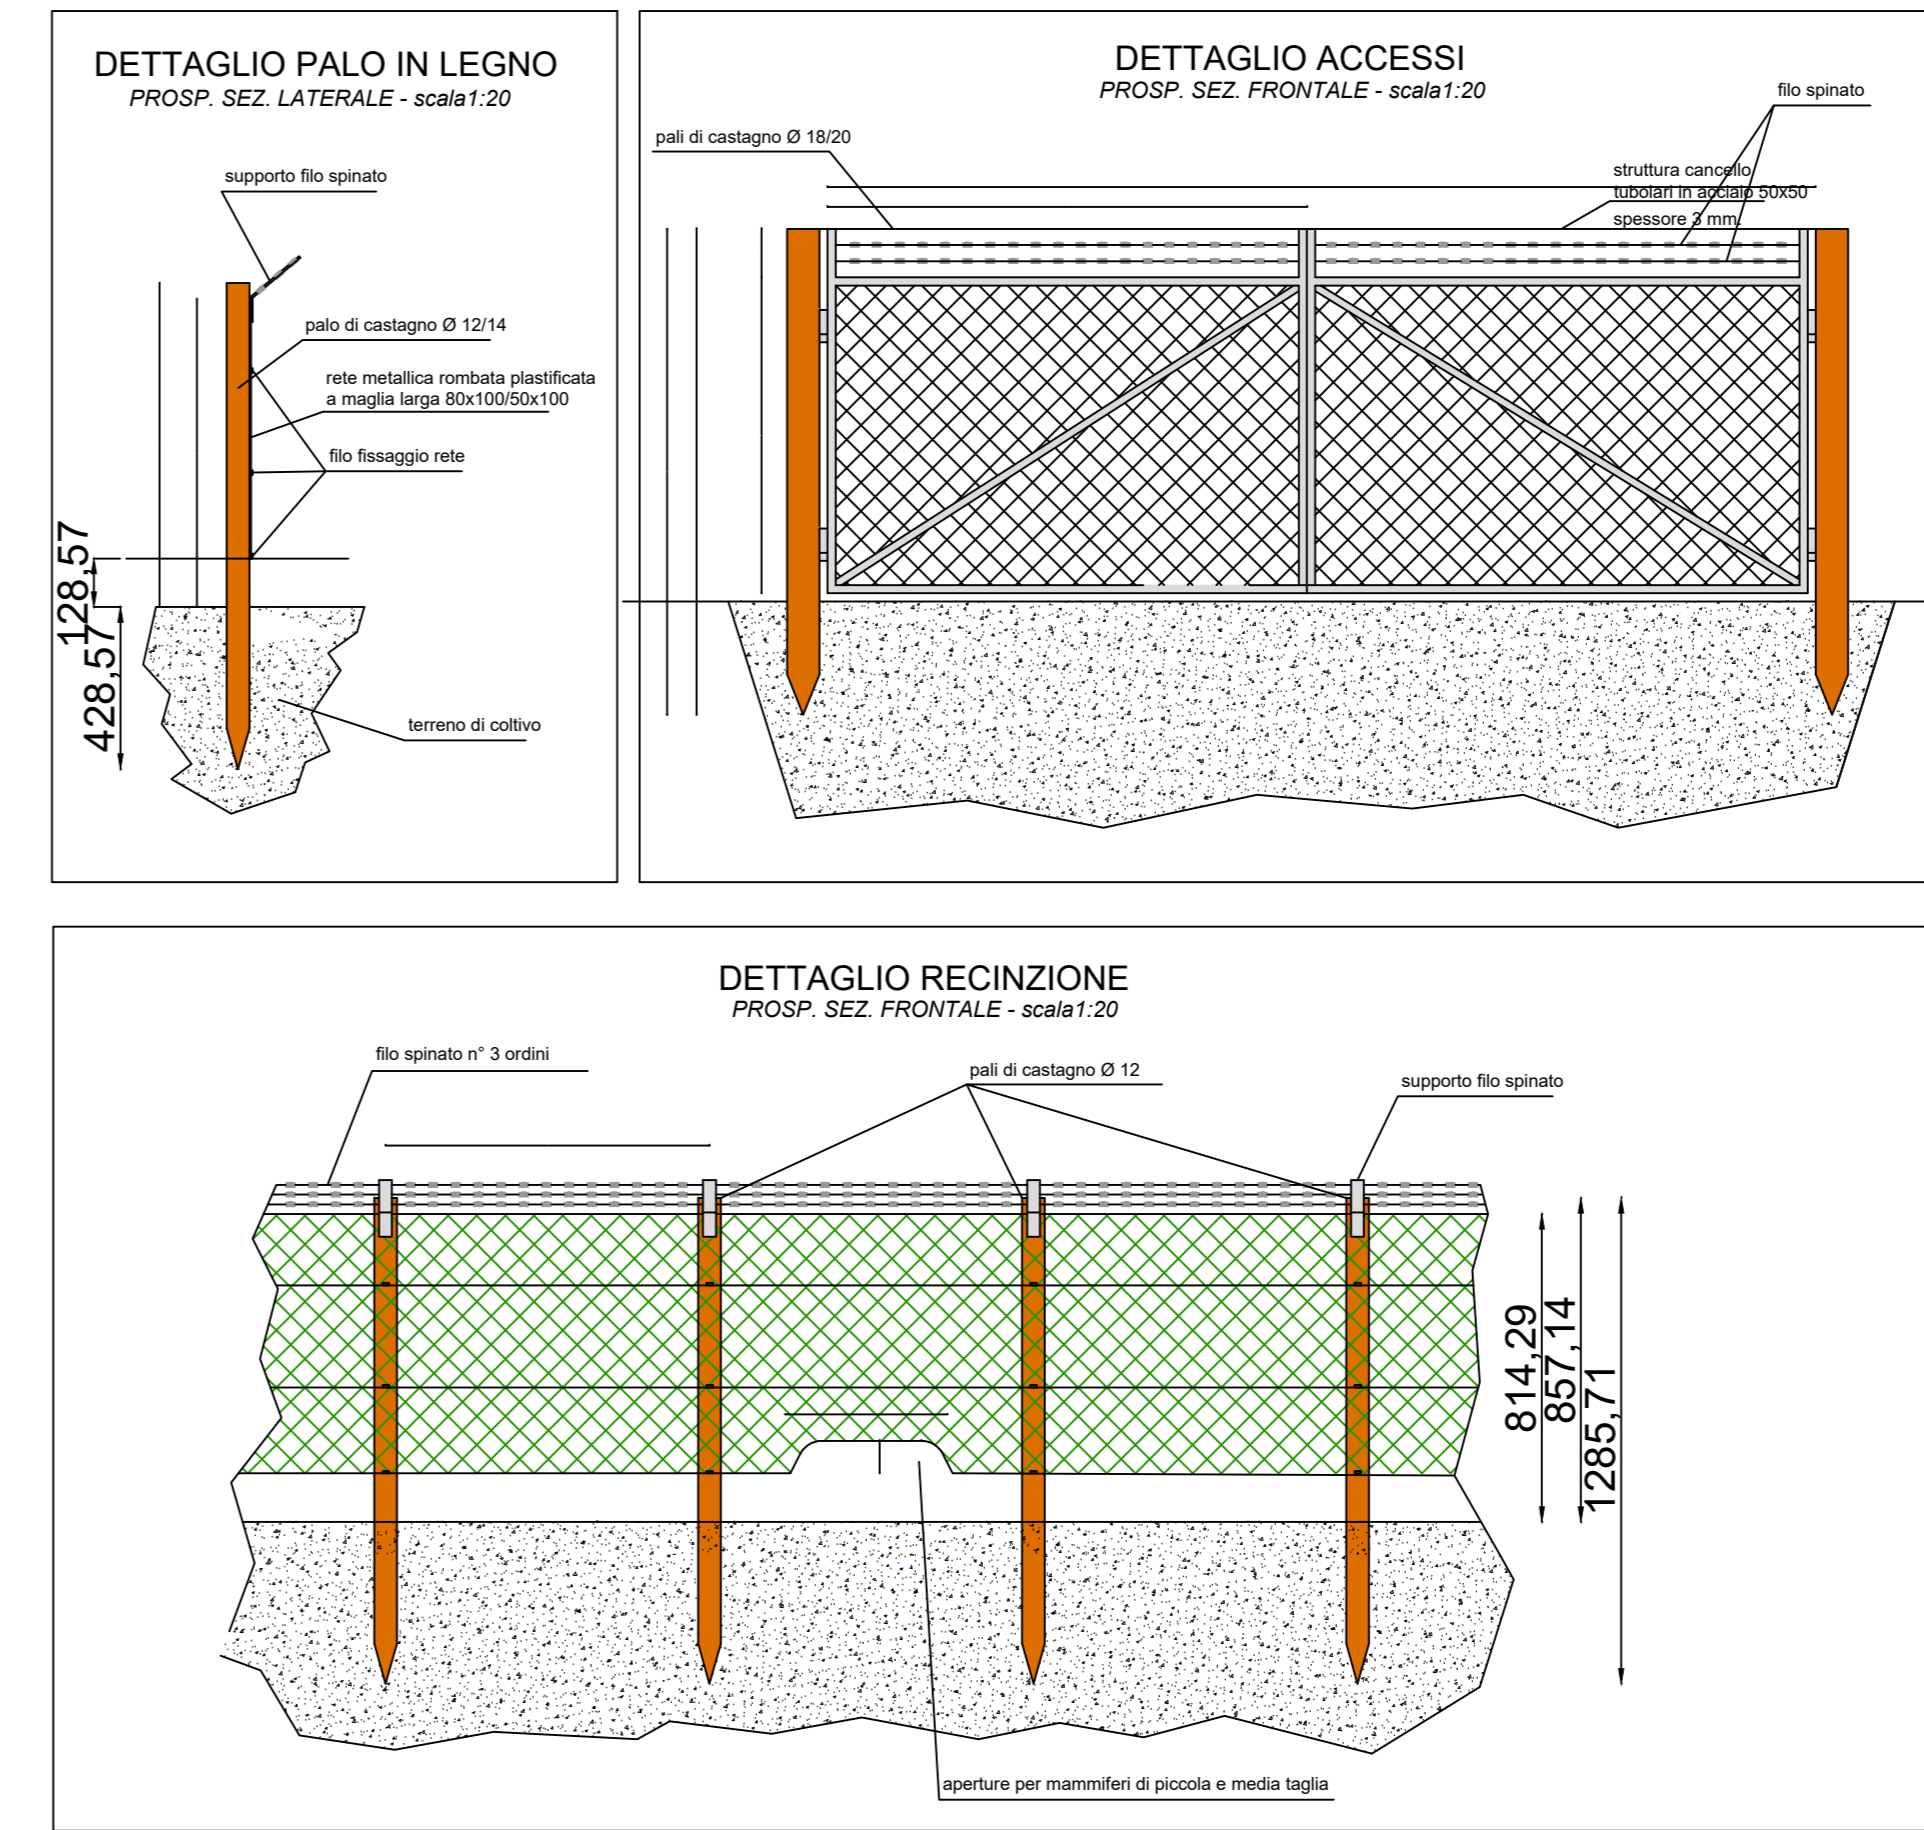 DETTAGLIO PALO IN LEGNO
PROSP. SEZ. LATERALE - scala1:20
supporto filo spinato
palo di castagno Ø 12/14
rete metallica rombata plastificata
a maglia larga 80x100/50x100
filo fissaggio rete
128,57
428,57
terreno di coltivo
DETTAGLIO ACCESSI
PROSP. SEZ. FRONTALE - scala1:20
filo spinato
pali di castagno Ø 18/20
struttura cancello
tubolari in acciaio 50x50
spessore 3 mm.
DETTAGLIO RECINZIONE
PROSP. SEZ. FRONTALE - scala1:20
filo spinato n° 3 ordini
pali di castagno Ø 12
supporto filo spinato
814,29
857,14
1285,71
aperture per mammiferi di piccola e media taglia